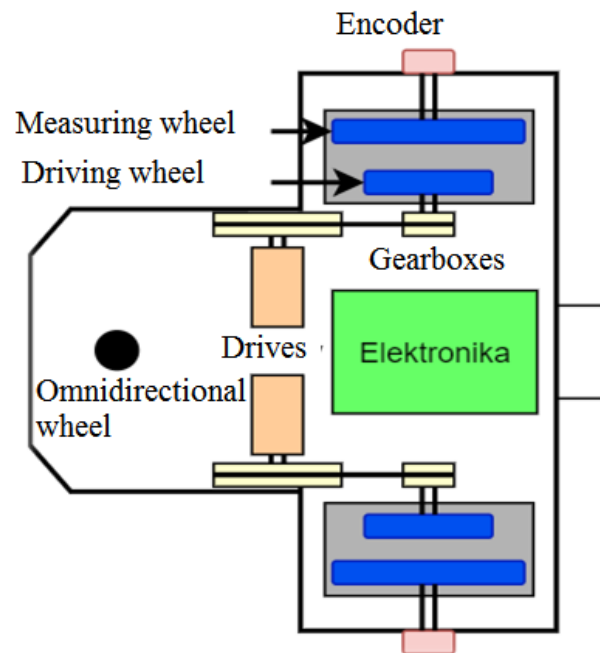 Encoder
Measuring wheel
Driving wheel
Gearboxes
Drives
Elektronika
Omnidirectional
wheel